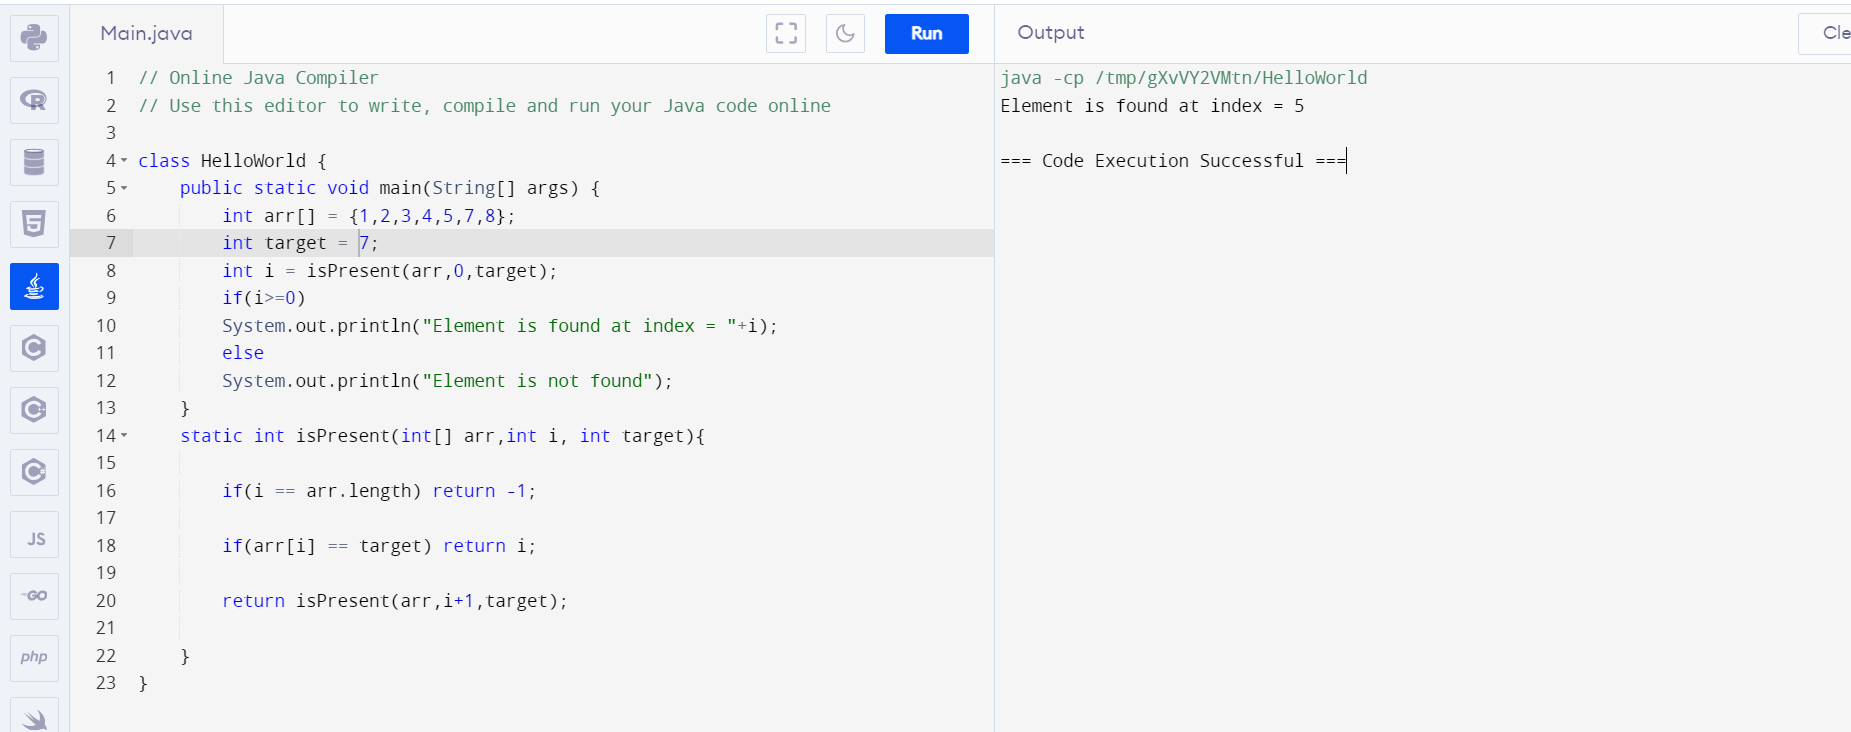 Main.java
Run
1 // Online Java Compiler
2 // Use this editor to write, compile and run your Java code online
3
4 class HelloWorld {
5     public static void main(String[] args) {
6         int arr[] = {1,2,3,4,5,7,8};
7         int target = 7;
8         int i = isPresent(arr,0,target);
9         if(i>=0)
10         System.out.println("Element is found at index = "+i);
11         else
12         System.out.println("Element is not found");
13     }
14     static int isPresent(int[] arr,int i, int target){
15
16         if(i == arr.length) return -1;
17
18         if(arr[i] == target) return i;
19
20         return isPresent(arr,i+1,target);
21
22     }
23 }
Output
Cle
java -cp /tmp/gXvVY2VMtn/HelloWorld
Element is found at index = 5
=== Code Execution Successful ===
R
5
C
C
C
JS
GO
php